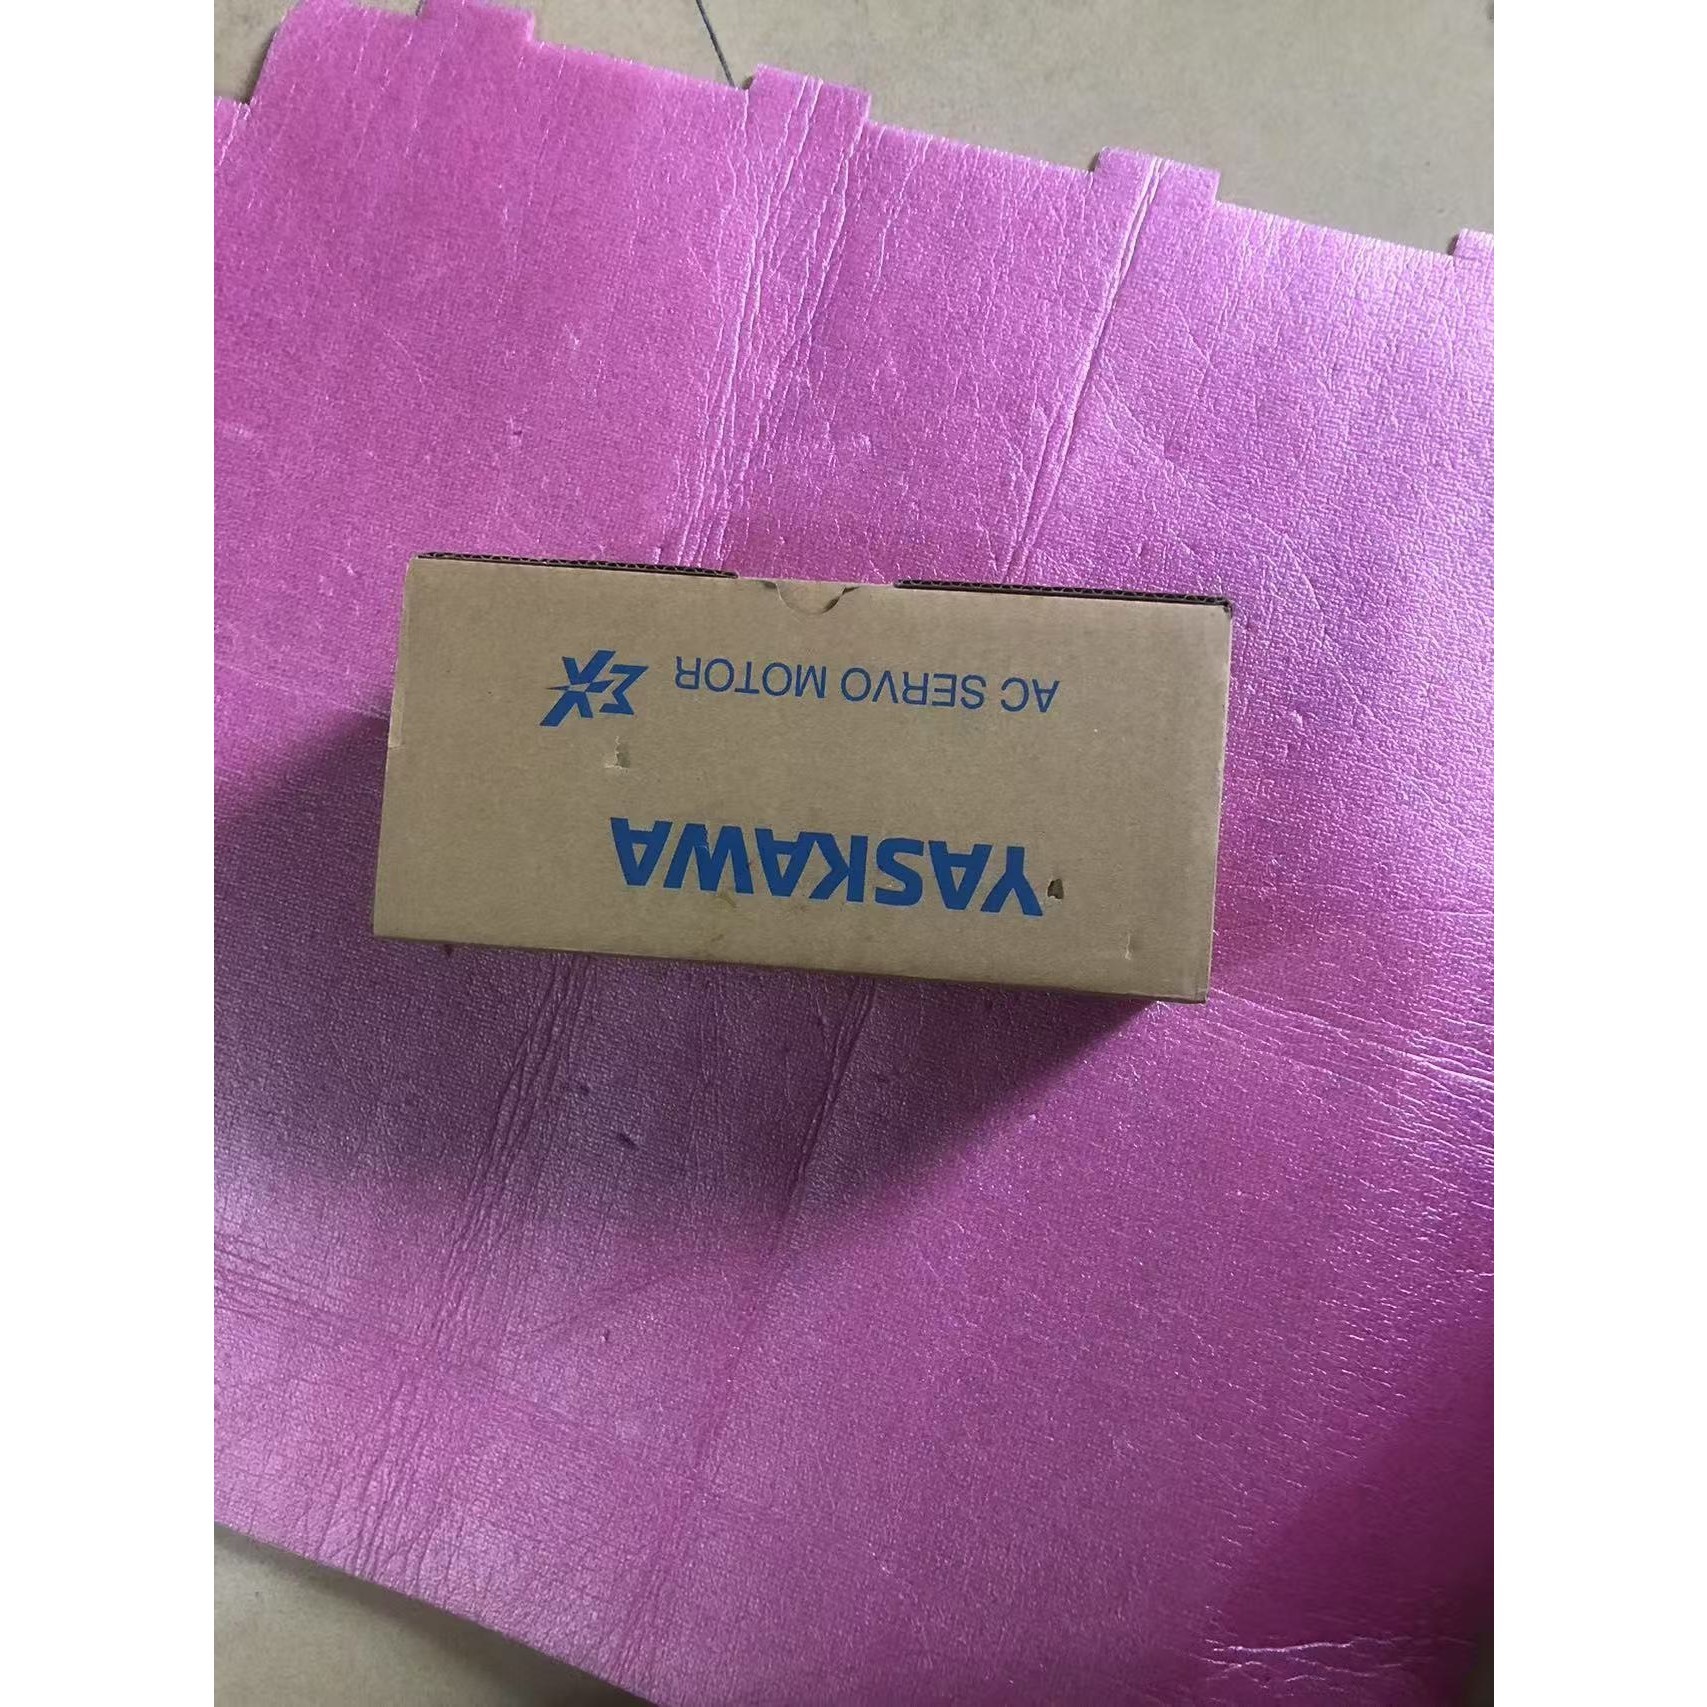 YASKAWA
AC SERVO MOTOR Σ-X